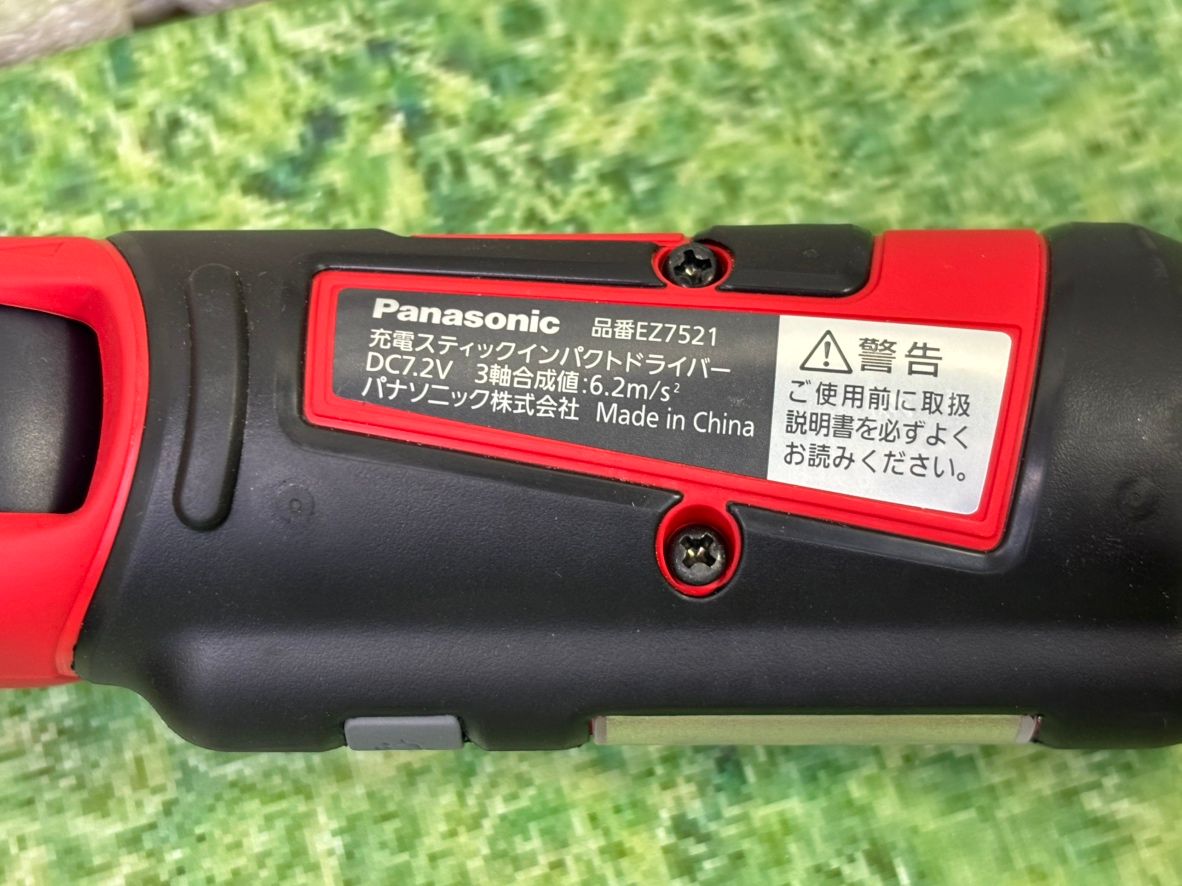 Panasonic 品番EZ7521
充電スティックインパクトドライバー
DC7.2V 3軸合成値:6.2m/s²
パナソニック株式会社 Made in China
警告
ご使用前に取扱
説明書を必ずよく
お読みください。